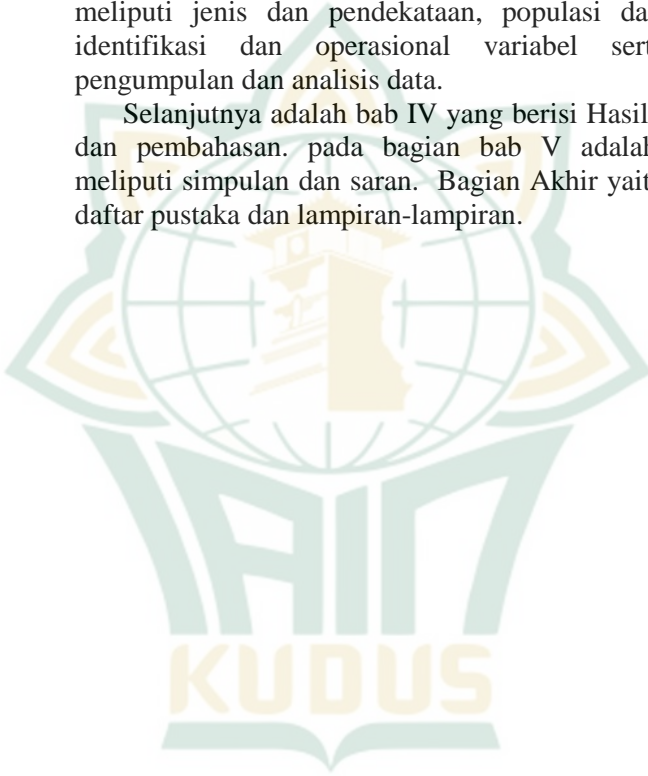 meliputi jenis dan pendekataan, populasi da
identifikasi dan operasional variabel sert
pengumpulan dan analisis data.
Selanjutnya adalah bab IV yang berisi Hasil
dan pembahasan. pada bagian bab V adalah
meliputi simpulan dan saran. Bagian Akhir yait
daftar pustaka dan lampiran-lampiran.
IAIN
KUDUS